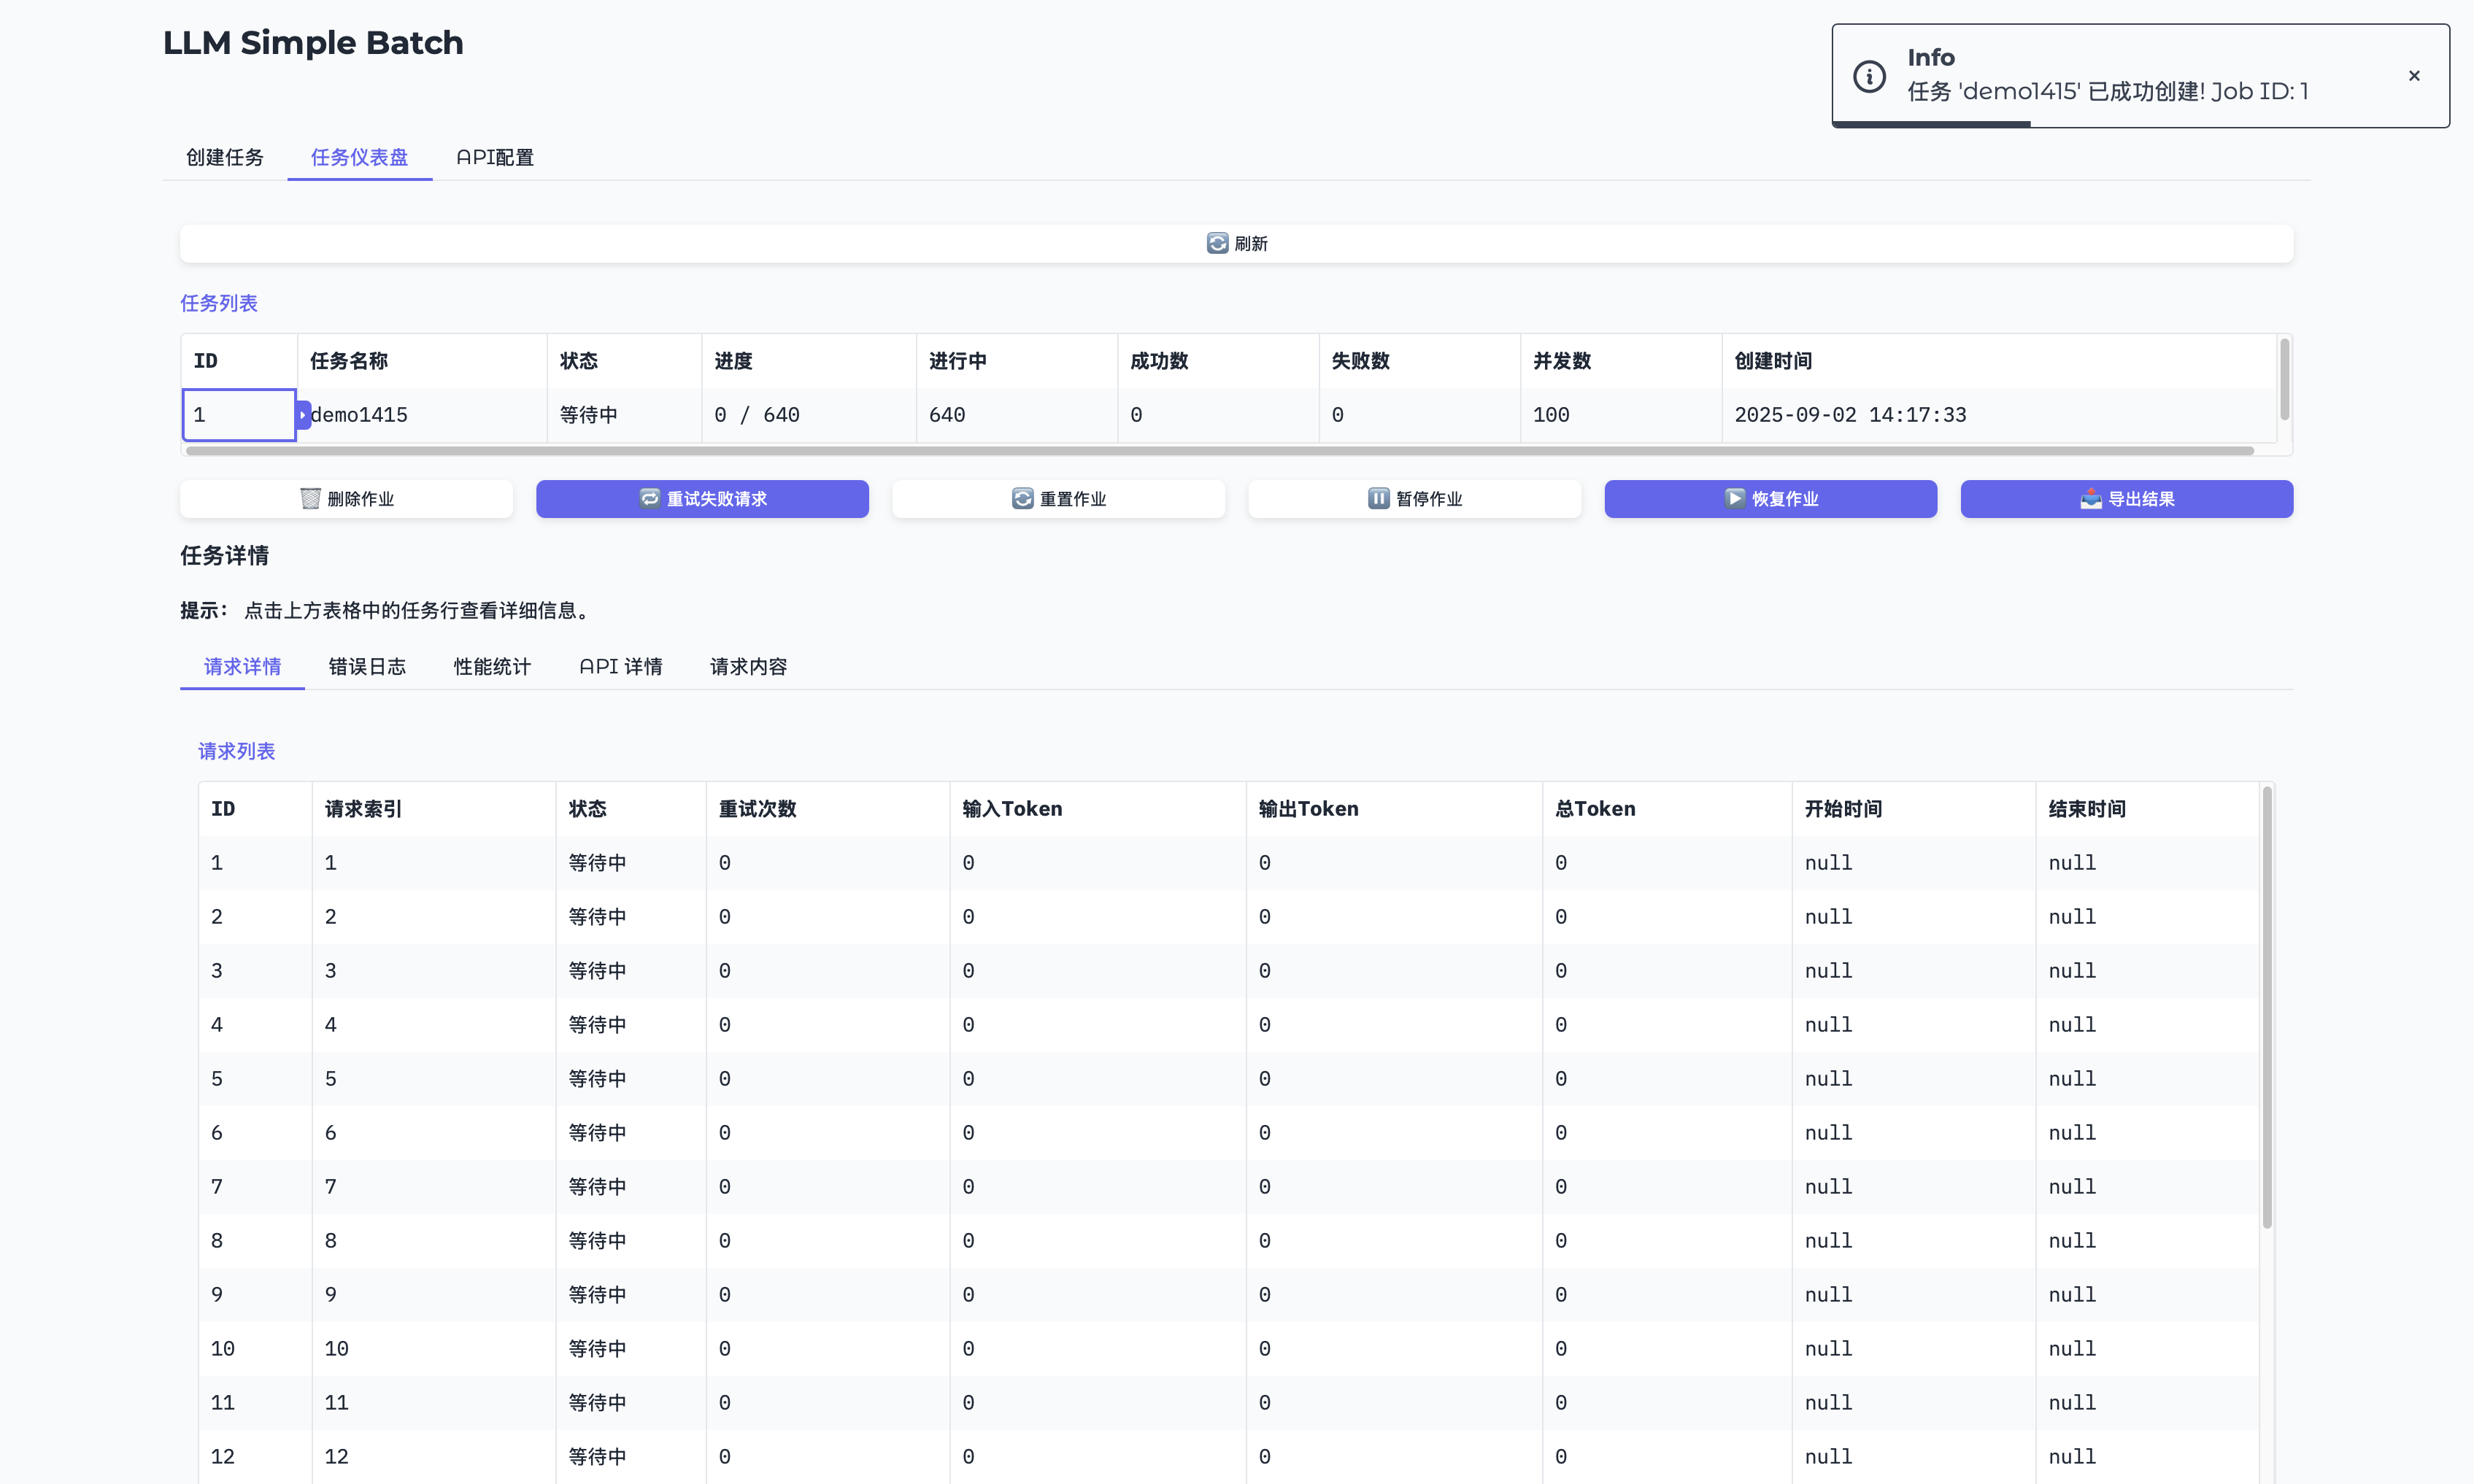 LLM Simple Batch
Info
任务 'demo1415' 已成功创建! Job ID: 1
×
创建任务 任务仪表盘 API配置
刷新
任务列表
ID 任务名称 状态 进度 进行中 成功数 失败数 并发数 创建时间
1 demo1415 等待中 0 / 640 640 0 0 100 2025-09-02 14:17:33
删除作业 重试失败请求 重置作业 暂停作业 恢复作业 导出结果
任务详情
提示： 点击上方表格中的任务行查看详细信息。
请求详情 错误日志 性能统计 API 详情 请求内容
请求列表
ID 请求索引 状态 重试次数 输入Token 输出Token 总Token 开始时间 结束时间
1 1 等待中 0 0 0 0 null null
2 2 等待中 0 0 0 0 null null
3 3 等待中 0 0 0 0 null null
4 4 等待中 0 0 0 0 null null
5 5 等待中 0 0 0 0 null null
6 6 等待中 0 0 0 0 null null
7 7 等待中 0 0 0 0 null null
8 8 等待中 0 0 0 0 null null
9 9 等待中 0 0 0 0 null null
10 10 等待中 0 0 0 0 null null
11 11 等待中 0 0 0 0 null null
12 12 等待中 0 0 0 0 null null